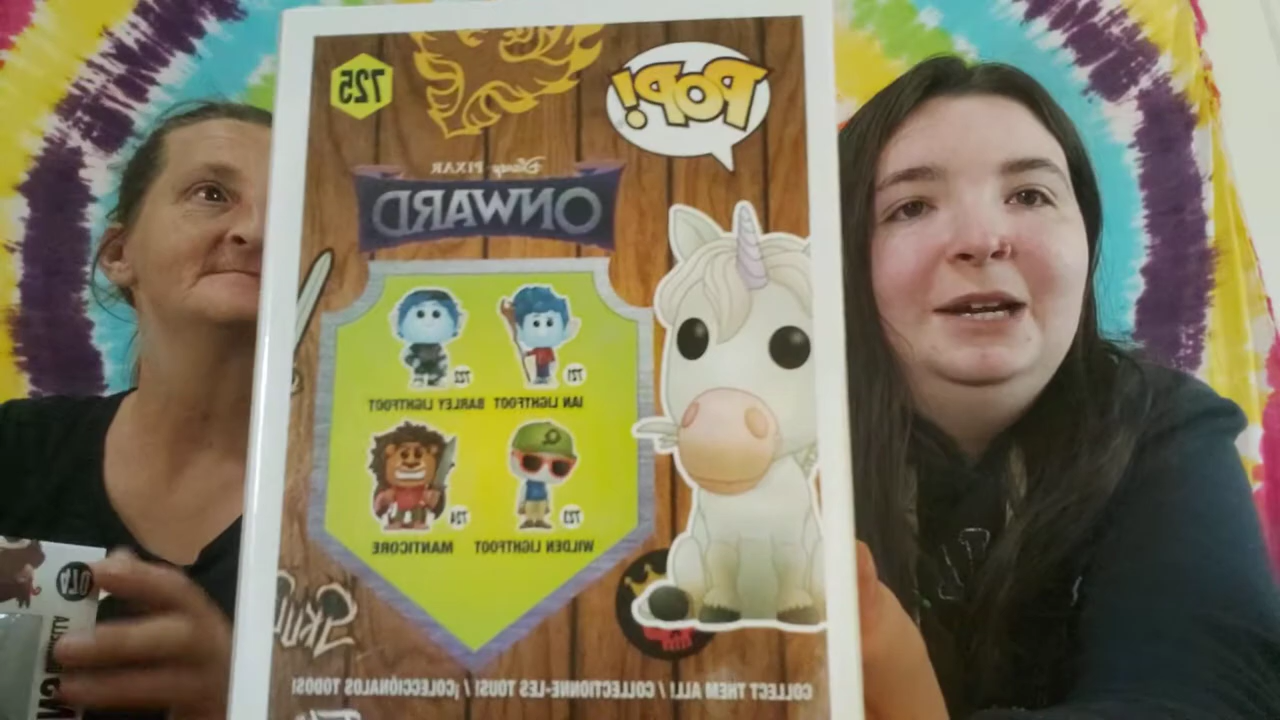 POP!
725
Disney·PIXAR
ONWARD
721
722
IAN LIGHTFOOT
BARLEY LIGHTFOOT
723
724
WILDEN LIGHTFOOT
MANTICORE
COLLECT THEM ALL! / COLLECTIONNE-LES TOUS! / ¡COLECCIÓNALOS TODOS!